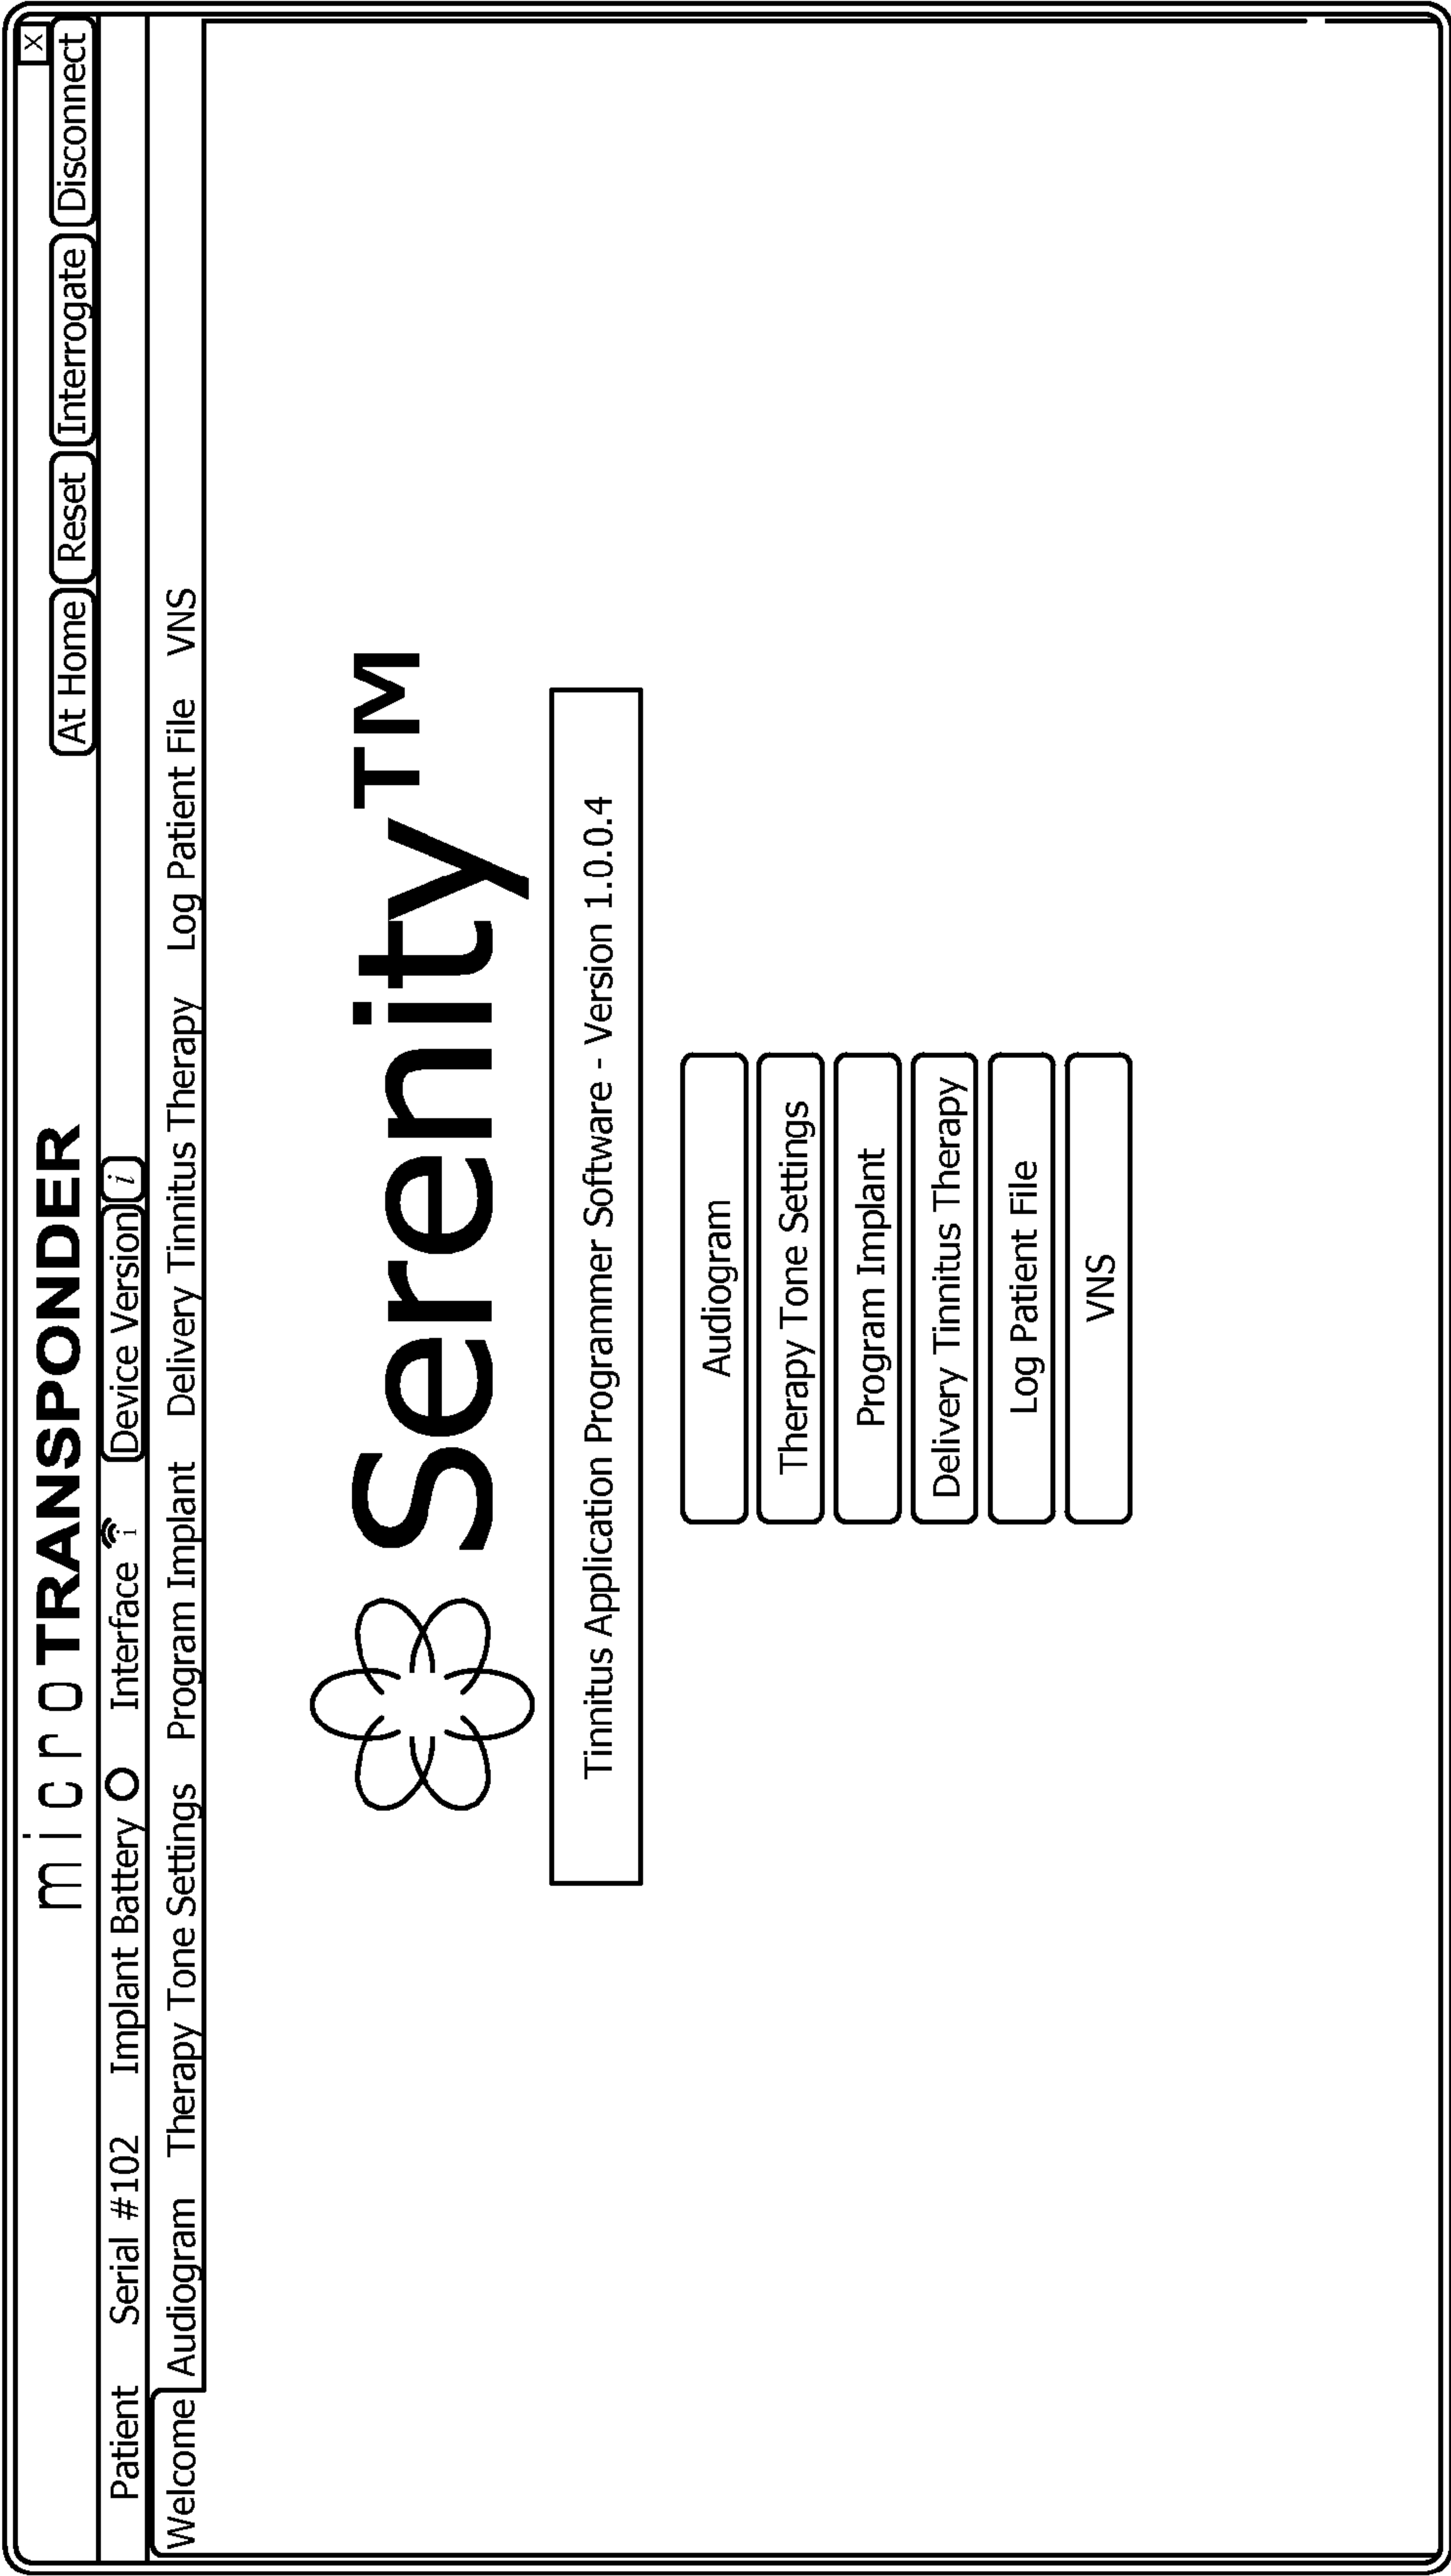 X
micro TRANSPONDER
At Home Reset Interrogate Disconnect
Patient Serial #102 Implant Battery Interface i Device Version i
Welcome Audiogram Therapy Tone Settings Program Implant Delivery Tinnitus Therapy Log Patient File VNS
Serenity™
Tinnitus Application Programmer Software - Version 1.0.0.4
Audiogram
Therapy Tone Settings
Program Implant
Delivery Tinnitus Therapy
Log Patient File
VNS